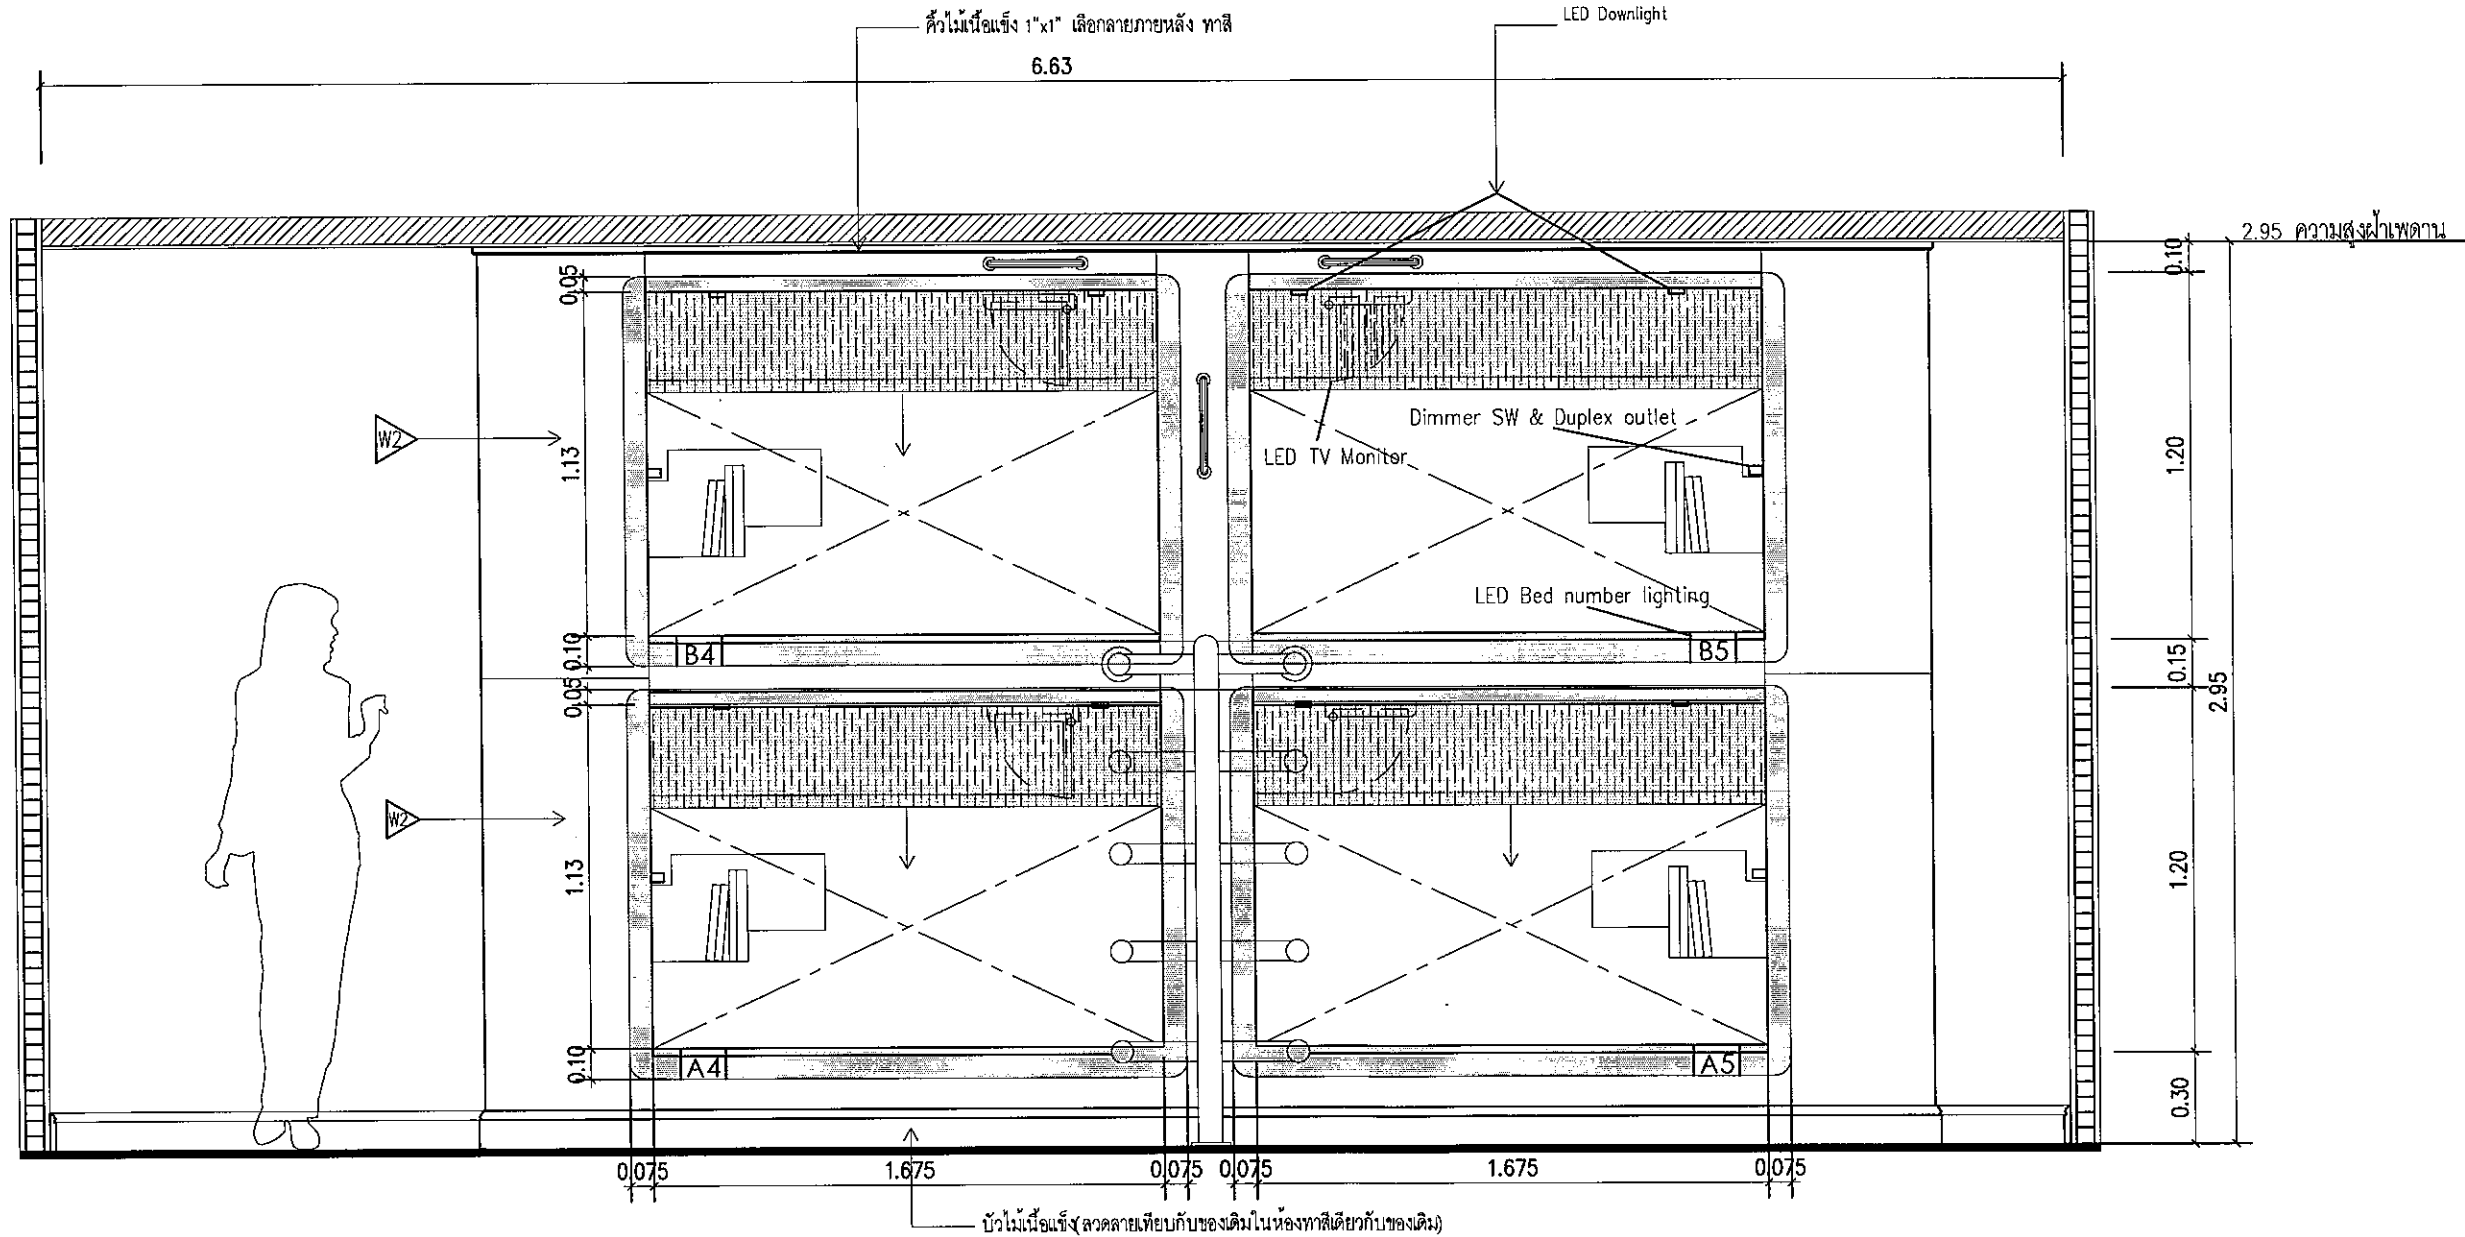 คิ้วไม้เนื้อแข็ง 1"x1" เลือกลายภายหลัง ทาสี
LED Downlight
6.63
2.95 ความสูงฝ้าเพดาน
0.10
0.05
W2
1.13
1.20
Dimmer SW & Duplex outlet
LED TV Monitor
LED Bed number lighting
0.10
B4
B5
0.15
0.05
2.95
W2
1.13
1.20
0.10
A4
A5
0.30
0.075
1.675
0.075
0.075
1.675
0.075
บัวไม้เนื้อแข็ง(ลวดลายเทียบกับของเดิมในห้องทาสีเดียวกับของเดิม)